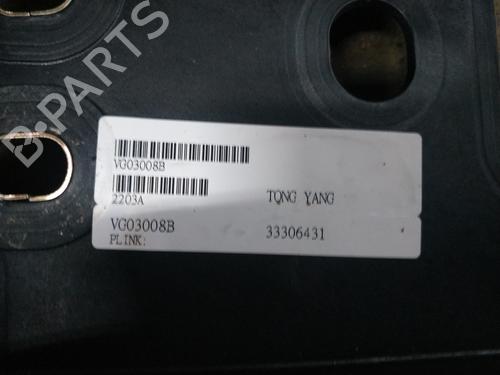 B-PARTS
VG03008B
2203A TONG YANG
VG03008B 33306431
PLINK: